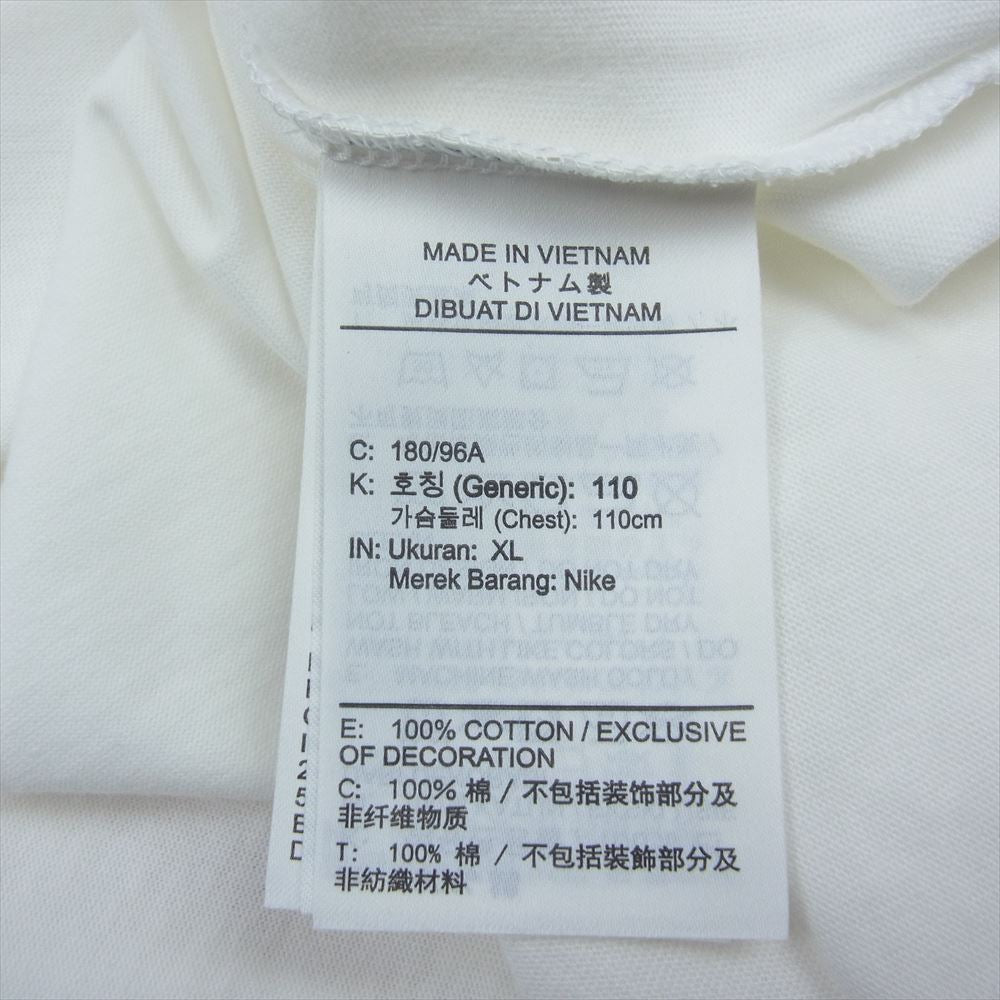 MADE IN VIETNAM
ベトナム製
DIBUAT DI VIETNAM
C: 180/96A
K: 호칭 (Generic): 110
가슴둘레 (Chest): 110cm
IN: Ukuran: XL
Merek Barang: Nike
E: 100% COTTON / EXCLUSIVE
OF DECORATION
C: 100% 棉 / 不包括装饰部分及
非纤维物质
T: 100% 棉 / 不包括裝飾部分及
非紡織材料